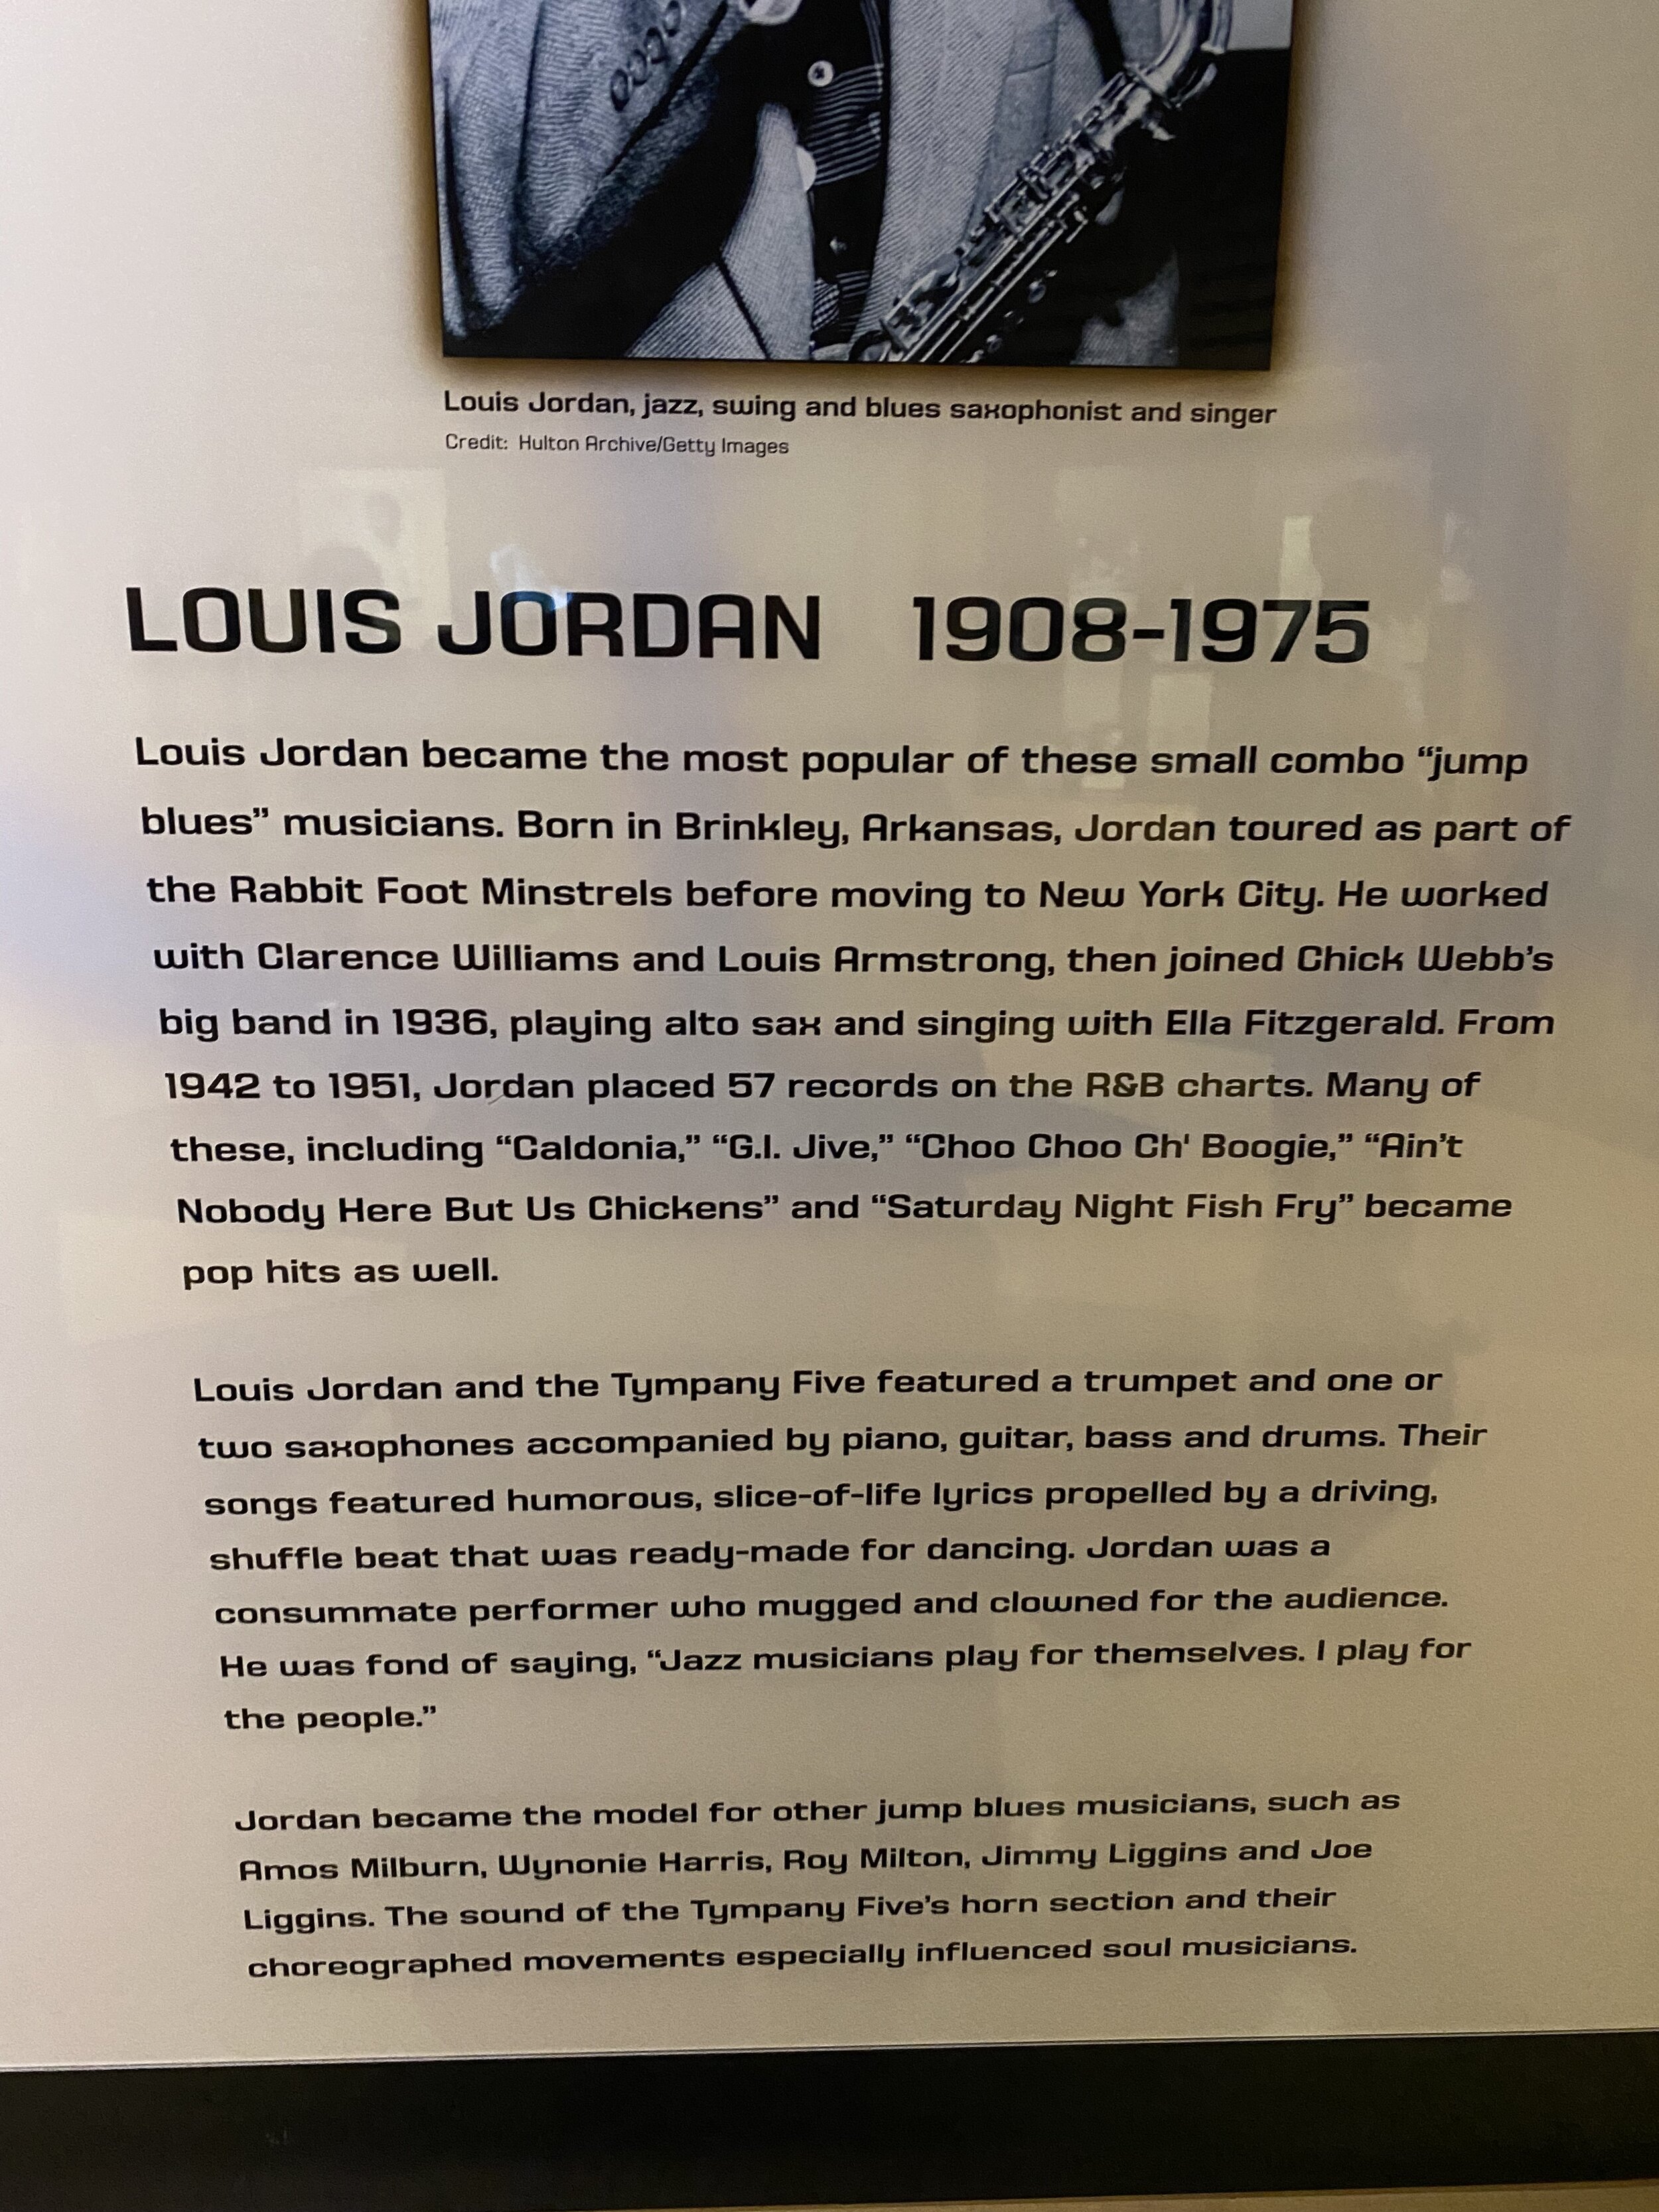 Louis Jordan, jazz, swing and blues saxophonist and singer
Credit: Hulton Archive/Getty Images
LOUIS JORDAN 1908-1975
Louis Jordan became the most popular of these small combo “jump
blues” musicians. Born in Brinkley, Arkansas, Jordan toured as part of
the Rabbit Foot Minstrels before moving to New York City. He worked
with Clarence Williams and Louis Armstrong, then joined Chick Webb’s
big band in 1936, playing alto sax and singing with Ella Fitzgerald. From
1942 to 1951, Jordan placed 57 records on the R&B charts. Many of
these, including “Caldonia,” “G.I. Jive,” “Choo Choo Ch' Boogie,” “Ain’t
Nobody Here But Us Chickens” and “Saturday Night Fish Fry” became
pop hits as well.
Louis Jordan and the Tympany Five featured a trumpet and one or
two saxophones accompanied by piano, guitar, bass and drums. Their
songs featured humorous, slice-of-life lyrics propelled by a driving,
shuffle beat that was ready-made for dancing. Jordan was a
consummate performer who mugged and clowned for the audience.
He was fond of saying, “Jazz musicians play for themselves. I play for
the people.”
Jordan became the model for other jump blues musicians, such as
Amos Milburn, Wynonie Harris, Roy Milton, Jimmy Liggins and Joe
Liggins. The sound of the Tympany Five’s horn section and their
choreographed movements especially influenced soul musicians.